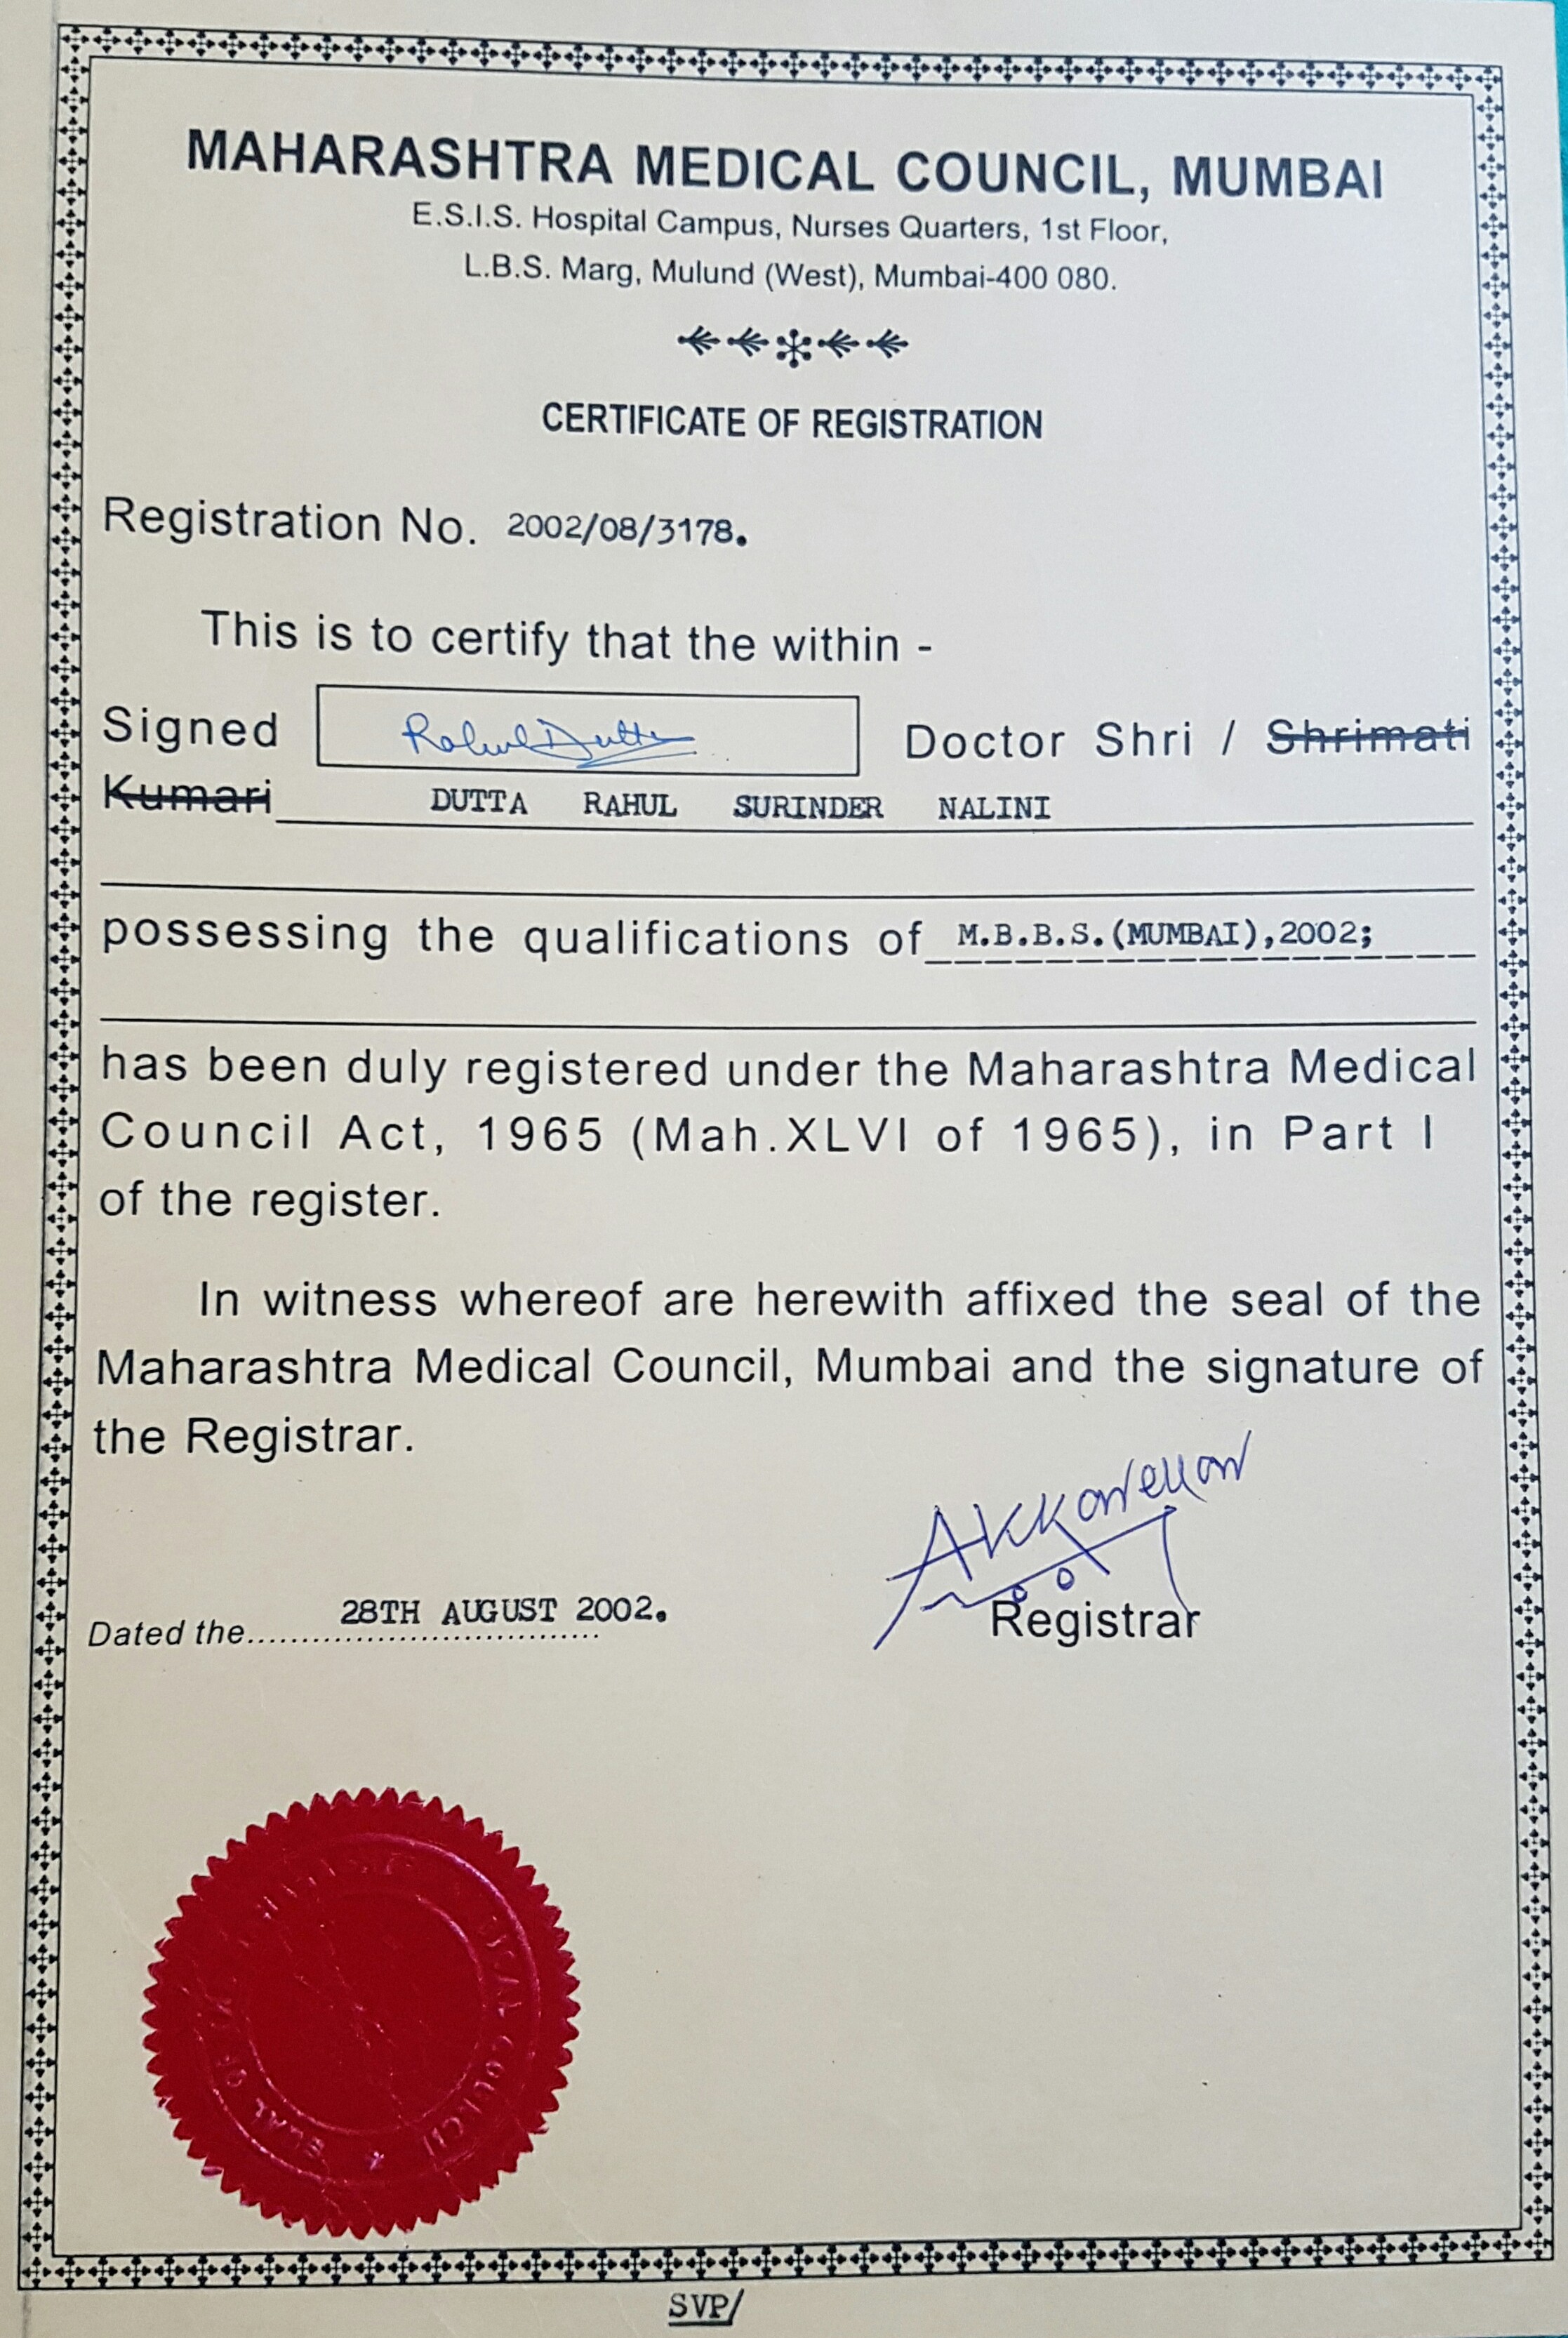 MAHARASHTRA MEDICAL COUNCIL, MUMBAI
E.S.I.S. Hospital Campus, Nurses Quarters, 1st Floor,
L.B.S. Marg, Mulund (West), Mumbai-400 080.
CERTIFICATE OF REGISTRATION
Registration No. 2002/08/3178.
This is to certify that the within -
Signed Rahul Dutta Doctor Shri / Shrimati
Kumari DUTTA RAHUL SURINDER NALINI
possessing the qualifications of M.B.B.S.(MUMBAI),2002;
has been duly registered under the Maharashtra Medical
Council Act, 1965 (Mah.XLVI of 1965), in Part I
of the register.
In witness whereof are herewith affixed the seal of the
Maharashtra Medical Council, Mumbai and the signature of
the Registrar.
Dated the 28TH AUGUST 2002.
Registrar
SVP/